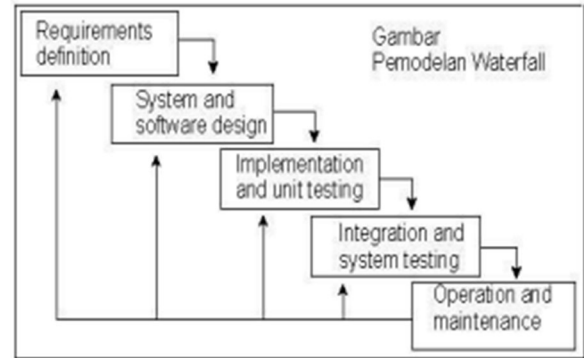 Requirements
definition
Gambar
Pemodelan Waterfall
System and
software design
Implementation
and unit testing
Integration and
system testing
Operation and
maintenance